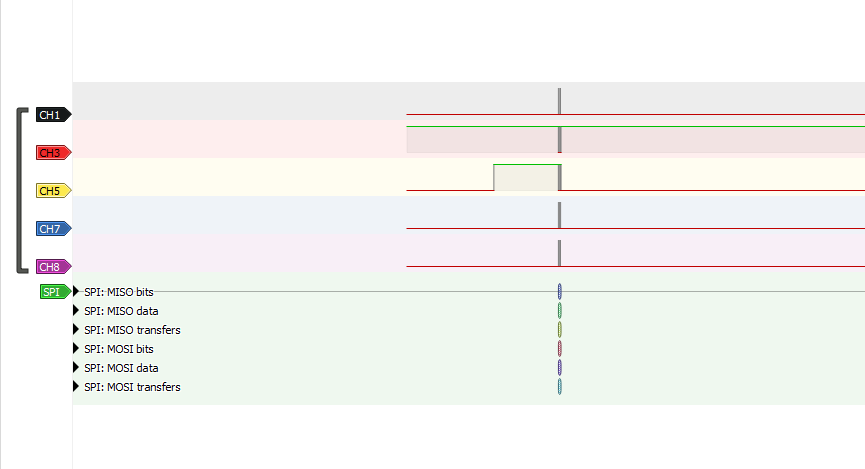 CH1
CH3
CH5
CH7
CH8
SPI
SPI: MISO bits
SPI: MISO data
SPI: MISO transfers
SPI: MOSI bits
SPI: MOSI data
SPI: MOSI transfers